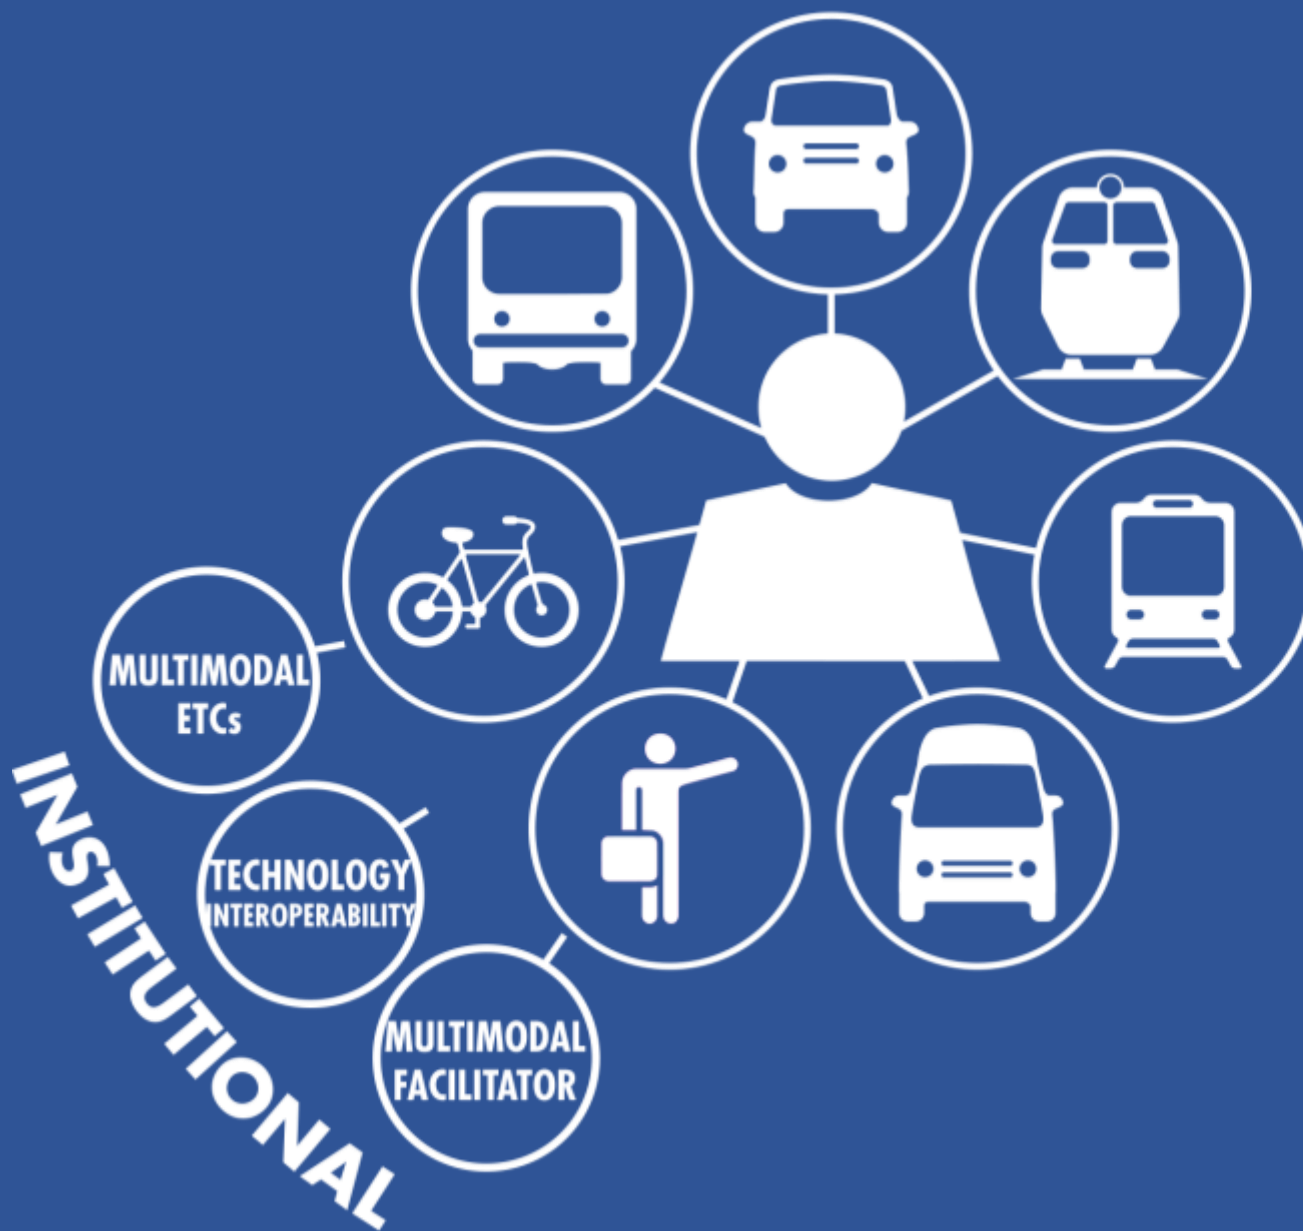 MULTIMODAL
ETCs
TECHNOLOGY
INTEROPERABILITY
MULTIMODAL
FACILITATOR
INSTITUTIONAL